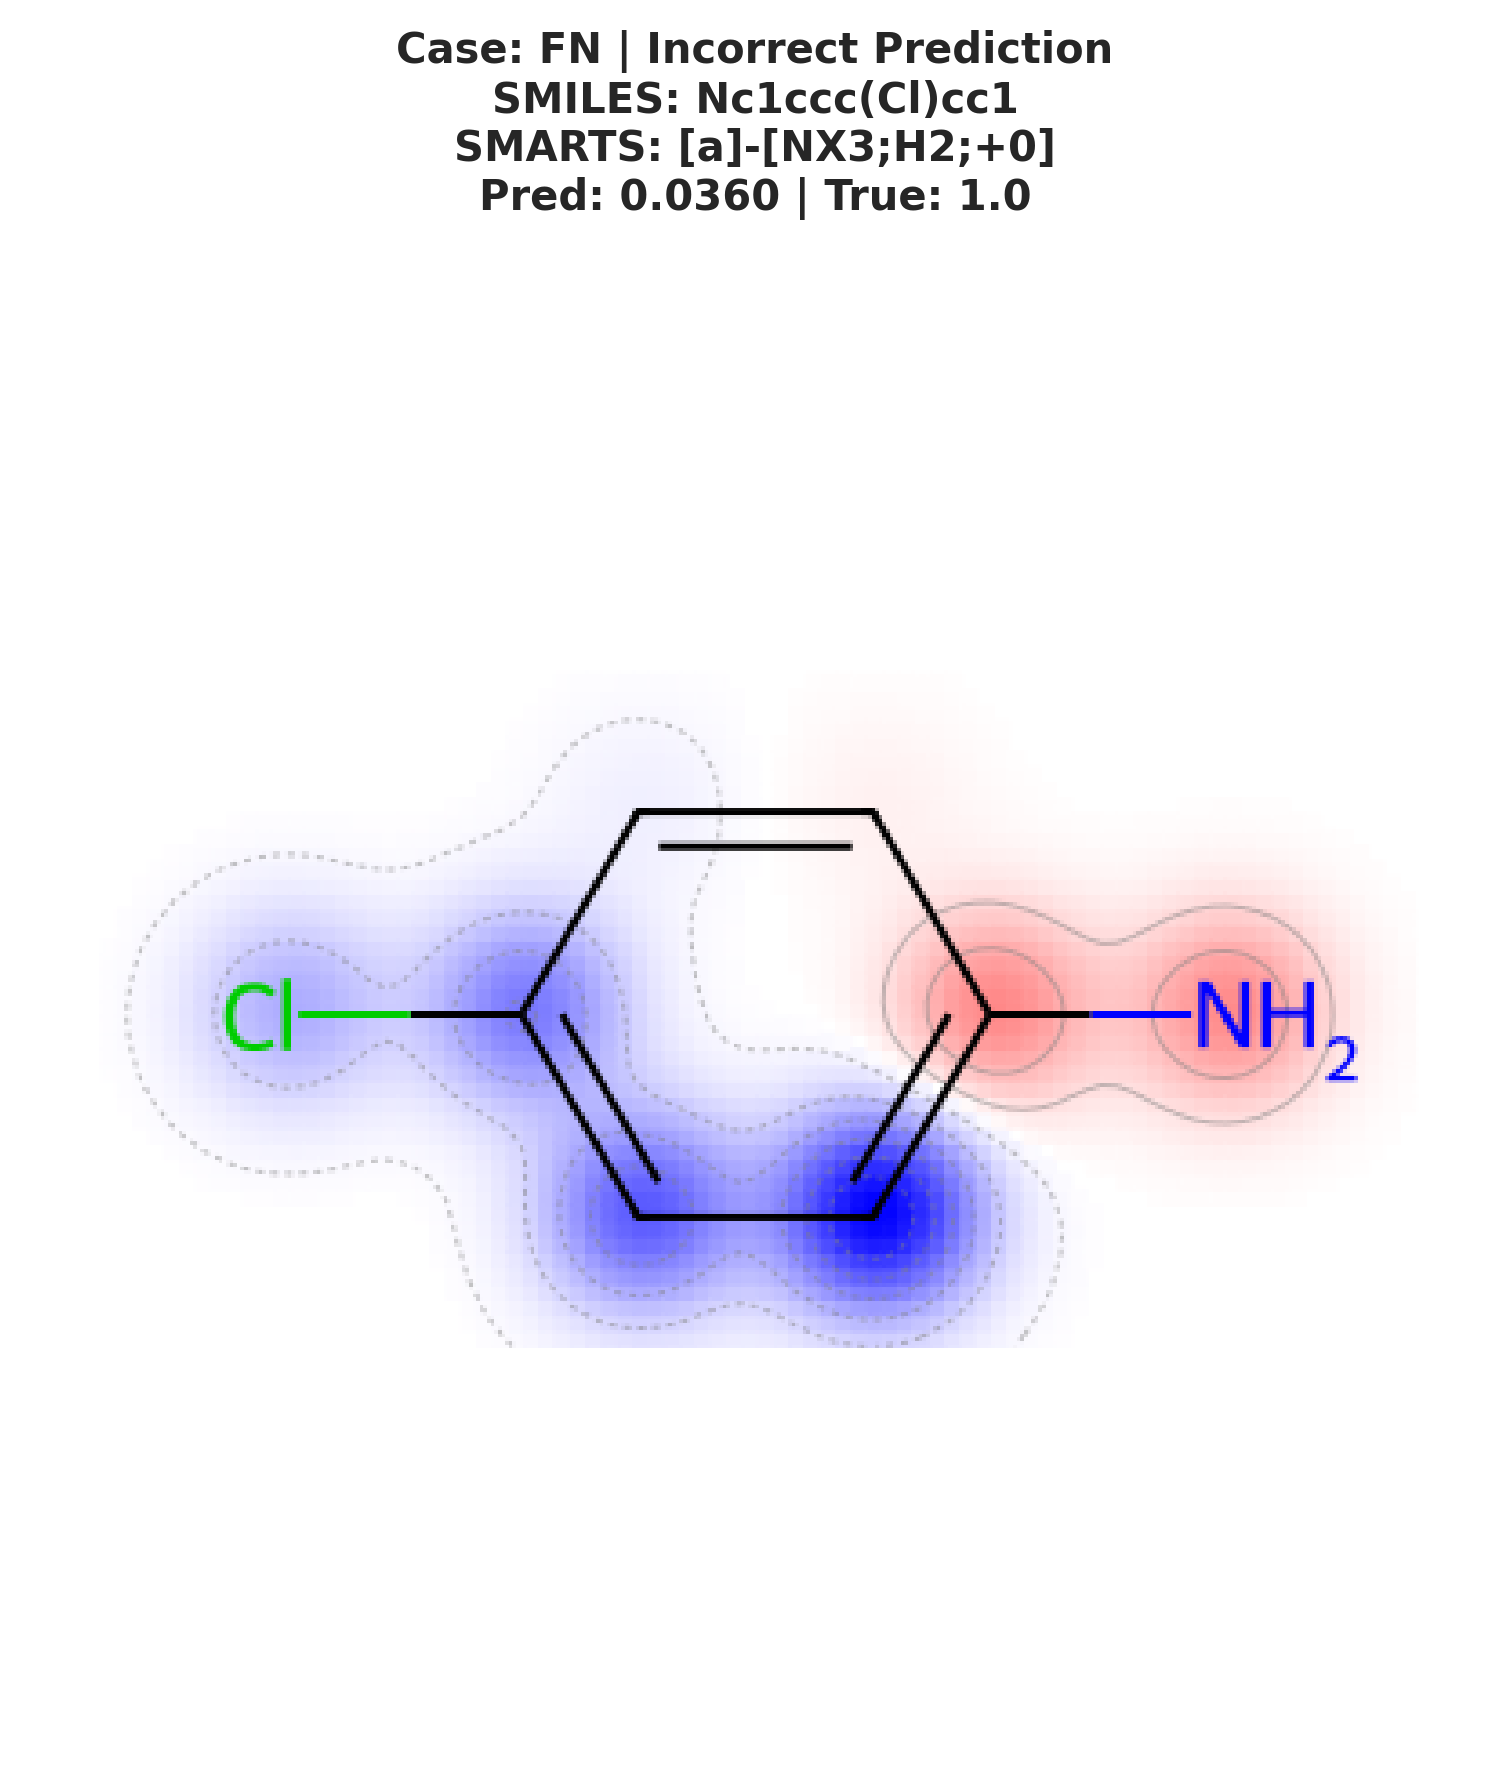 Case: FN | Incorrect Prediction
SMILES: Nc1ccc(Cl)cc1
SMARTS: [a]-[NX3;H2;+0]
Pred: 0.0360 | True: 1.0
Cl NH2